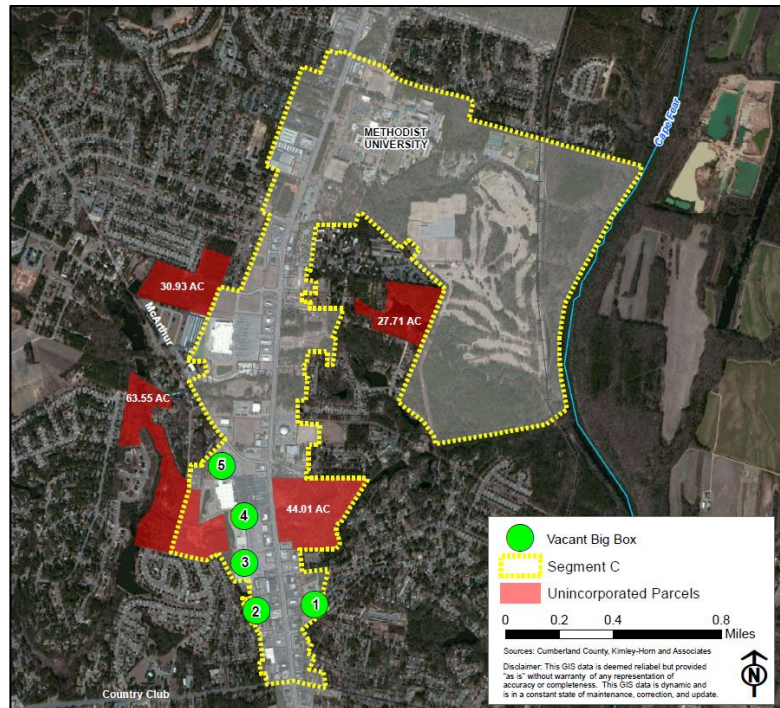 METHODIST
UNIVERSITY
Cape Fear
30.93 AC
McArthur
27.71 AC
63.55 AC
5
44.01 AC
4
3
2
1
Country Club
Vacant Big Box
Segment C
Unincorporated Parcels
0 0.2 0.4 0.8
Miles
Sources: Cumberland County, Kimley-Horn and Associates
Disclaimer: This GIS data is deemed reliabel but provided
"as is" without warranty of any representation of
accuracy or completeness. This GIS data is dynamic and
is in a constant state of maintenance, correction, and update.
N